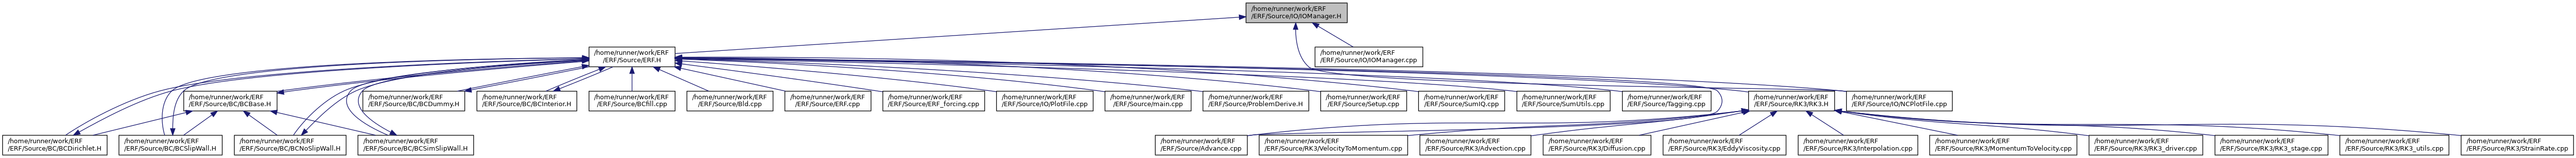 /home/runner/work/ERF
/ERF/Source/IO/IOManager.H
/home/runner/work/ERF
/ERF/Source/ERF.H
/home/runner/work/ERF
/ERF/Source/IO/IOManager.cpp
/home/runner/work/ERF
/ERF/Source/BC/BCBase.H
/home/runner/work/ERF
/ERF/Source/BC/BCDummy.H
/home/runner/work/ERF
/ERF/Source/BC/BCInterior.H
/home/runner/work/ERF
/ERF/Source/BCfill.cpp
/home/runner/work/ERF
/ERF/Source/Bld.cpp
/home/runner/work/ERF
/ERF/Source/ERF.cpp
/home/runner/work/ERF
/ERF/Source/ERF_forcing.cpp
/home/runner/work/ERF
/ERF/Source/IO/PlotFile.cpp
/home/runner/work/ERF
/ERF/Source/main.cpp
/home/runner/work/ERF
/ERF/Source/ProblemDerive.H
/home/runner/work/ERF
/ERF/Source/Setup.cpp
/home/runner/work/ERF
/ERF/Source/SumIQ.cpp
/home/runner/work/ERF
/ERF/Source/SumUtils.cpp
/home/runner/work/ERF
/ERF/Source/Tagging.cpp
/home/runner/work/ERF
/ERF/Source/RK3/RK3.H
/home/runner/work/ERF
/ERF/Source/IO/NCPlotFile.cpp
/home/runner/work/ERF
/ERF/Source/BC/BCDirichlet.H
/home/runner/work/ERF
/ERF/Source/BC/BCSlipWall.H
/home/runner/work/ERF
/ERF/Source/BC/BCNoSlipWall.H
/home/runner/work/ERF
/ERF/Source/BC/BCSimSlipWall.H
/home/runner/work/ERF
/ERF/Source/Advance.cpp
/home/runner/work/ERF
/ERF/Source/RK3/VelocityToMomentum.cpp
/home/runner/work/ERF
/ERF/Source/RK3/Advection.cpp
/home/runner/work/ERF
/ERF/Source/RK3/Diffusion.cpp
/home/runner/work/ERF
/ERF/Source/RK3/EddyViscosity.cpp
/home/runner/work/ERF
/ERF/Source/RK3/Interpolation.cpp
/home/runner/work/ERF
/ERF/Source/RK3/MomentumToVelocity.cpp
/home/runner/work/ERF
/ERF/Source/RK3/RK3_driver.cpp
/home/runner/work/ERF
/ERF/Source/RK3/RK3_stage.cpp
/home/runner/work/ERF
/ERF/Source/RK3/RK3_utils.cpp
/home/runner/work/ERF
/ERF/Source/RK3/StrainRate.cpp